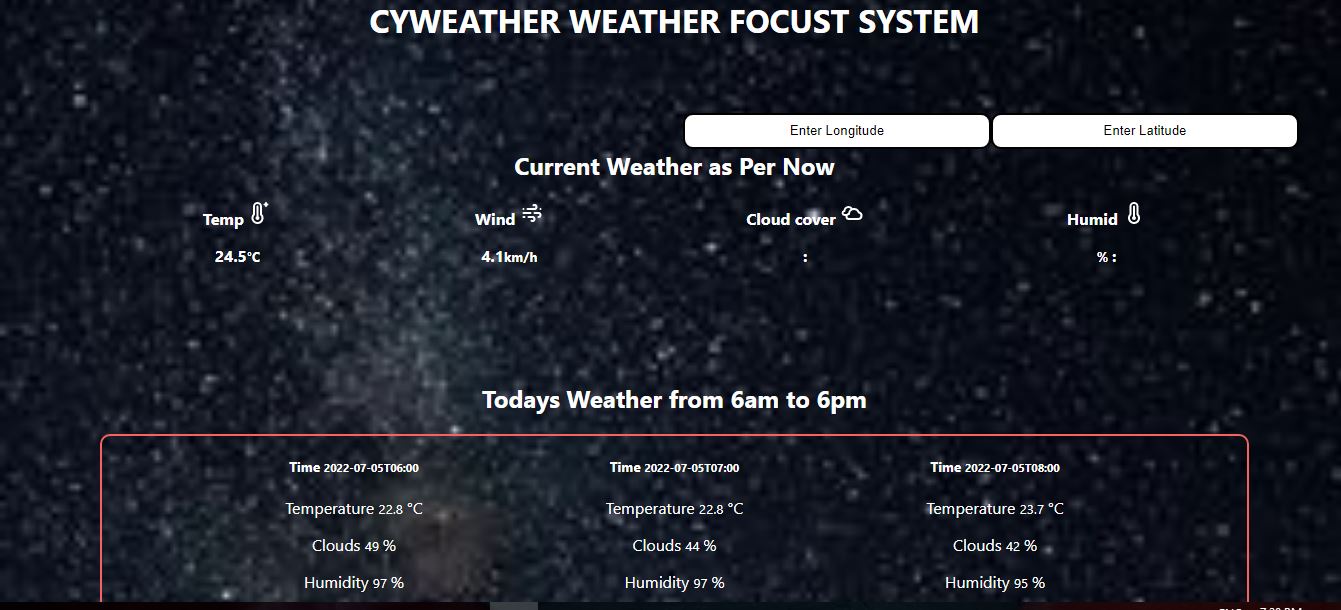 CYWEATHER WEATHER FOCUST SYSTEM
Enter Longitude Enter Latitude
Current Weather as Per Now
Temp Wind Cloud cover Humid
24.5°C 4.1km/h : % :
Todays Weather from 6am to 6pm
Time 2022-07-05T06:00 Time 2022-07-05T07:00 Time 2022-07-05T08:00
Temperature 22.8 °C Temperature 22.8 °C Temperature 23.7 °C
Clouds 49 % Clouds 44 % Clouds 42 %
Humidity 97 % Humidity 97 % Humidity 95 %